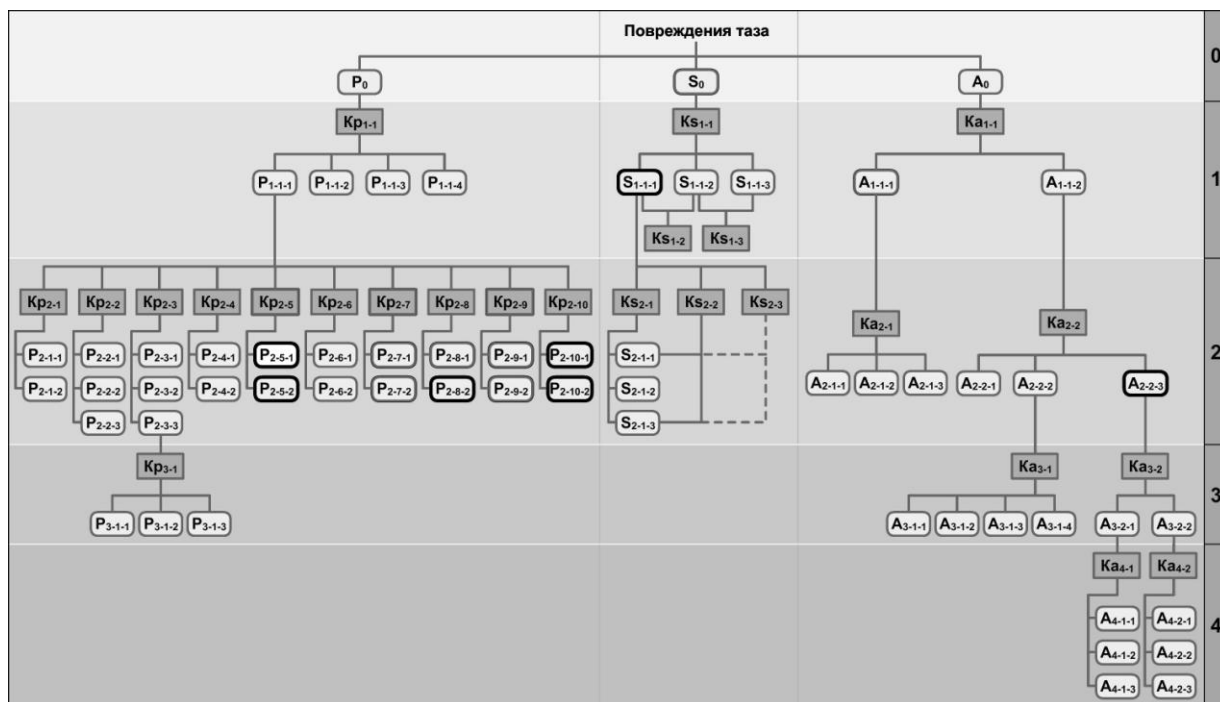 Повреждения таза
0
P0 S0 A0
Kp1-1 Ks1-1 Ka1-1
P1-1-1 P1-1-2 P1-1-3 P1-1-4 S1-1-1 S1-1-2 S1-1-3 A1-1-1 A1-1-2
1
Ks1-2 Ks1-3
Kp2-1 Kp2-2 Kp2-3 Kp2-4 Kp2-5 Kp2-6 Kp2-7 Kp2-8 Kp2-9 Kp2-10 Ks2-1 Ks2-2 Ks2-3
Ka2-1 Ka2-2
P2-1-1 P2-2-1 P2-3-1 P2-4-1 P2-5-1 P2-6-1 P2-7-1 P2-8-1 P2-9-1 P2-10-1 S2-1-1
2
A2-1-1 A2-1-2 A2-1-3 A2-2-1 A2-2-2 A2-2-3
P2-1-2 P2-2-2 P2-3-2 P2-4-2 P2-5-2 P2-6-2 P2-7-2 P2-8-2 P2-9-2 P2-10-2 S2-1-2
P2-2-3 P2-3-3 S2-1-3
Kp3-1 Ka3-1 Ka3-2
3
P3-1-1 P3-1-2 P3-1-3 A3-1-1 A3-1-2 A3-1-3 A3-1-4 A3-2-1 A3-2-2
Ka4-1 Ka4-2
A4-1-1 A4-2-1
4
A4-1-2 A4-2-2
A4-1-3 A4-2-3